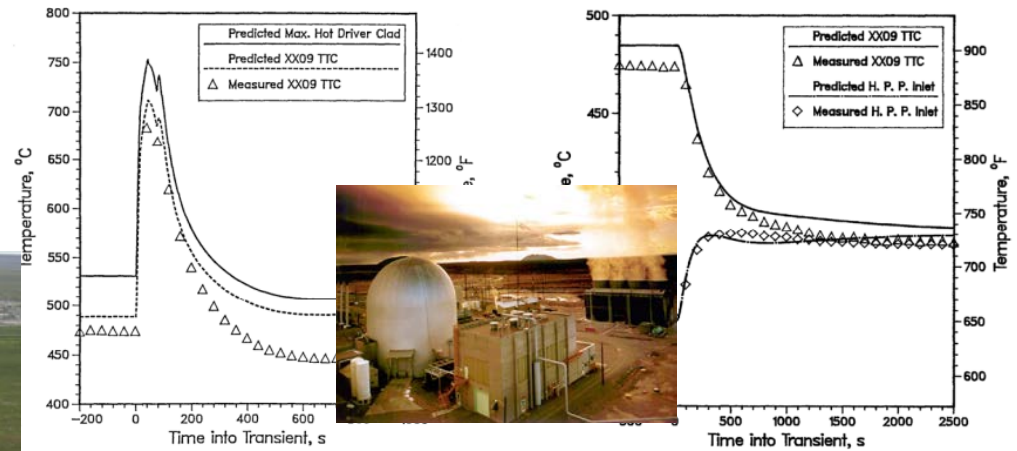 800
750
700
650
600
550
500
450
400
Temperature, °C
Predicted Max. Hot Driver Clad
Predicted XX09 TTC
Measured XX09 TTC
1400
1300
1200
°F
-200 0 200 400 600
Time into Transient, s
500
450
°C
Predicted XX09 TTC
Measured XX09 TTC
Predicted H. P. P. Inlet
Measured H. P. P. Inlet
900
850
800
750
700
650
600
Temperature, °F
500 1000 1500 2000 2500
Time into Transient, s